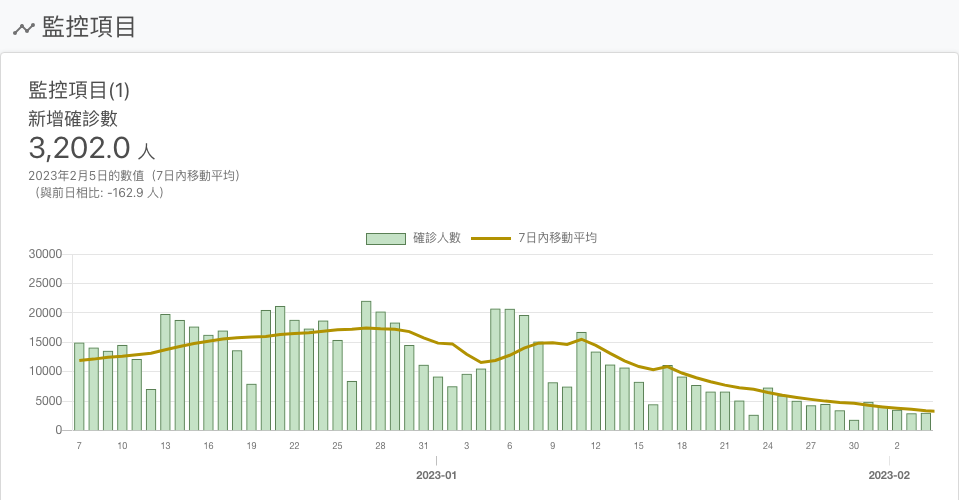 監控項目
監控項目(1)
新增確診數
3,202.0 人
2023年2月5日的數值（7日內移動平均）
（與前日相比: -162.9 人）
確診人數 7日內移動平均
30000
25000
20000
15000
10000
5000
0
7 10 13 16 19 22 25 28 31 3 6 9 12 15 18 21 24 27 30 2
2023-01 2023-02